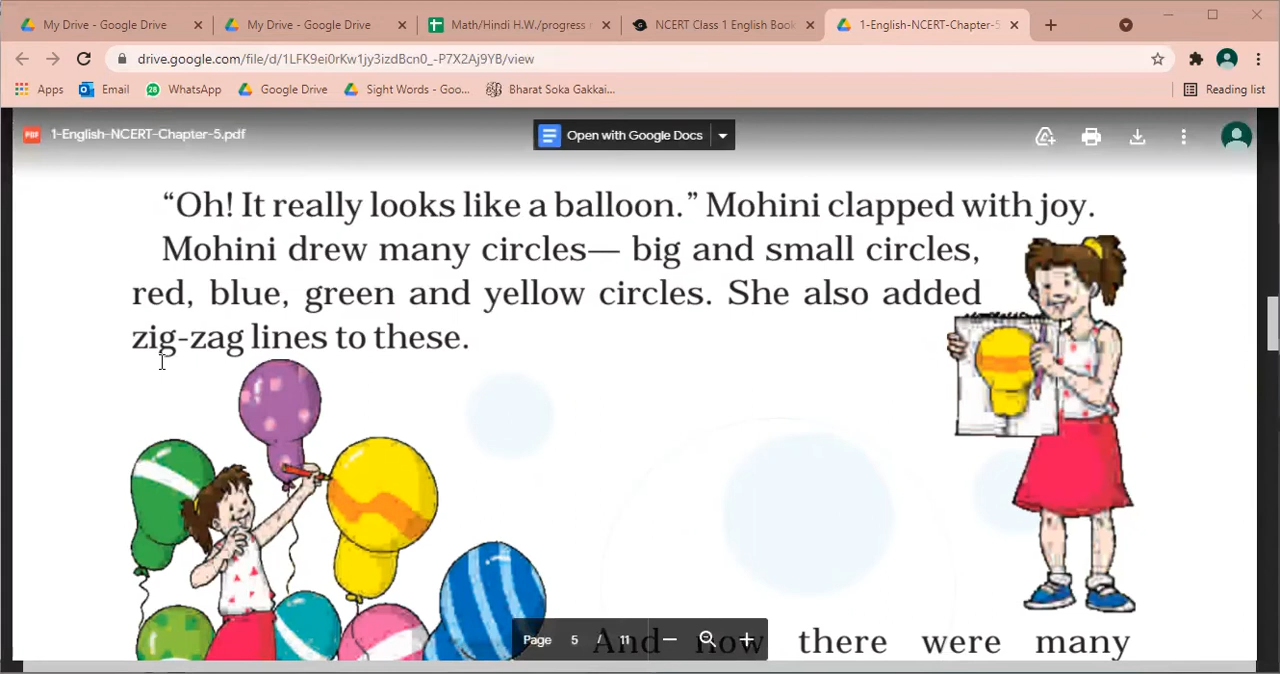 My Drive - Google Drive
My Drive - Google Drive
Math/Hindi H.W./progress r
NCERT Class 1 English Book
1-English-NCERT-Chapter-5
drive.google.com/file/d/1LFK9ei0rKw1jy3izdBcn0_-P7X2Aj9YB/view
Apps Email WhatsApp Google Drive Sight Words - Goo... Bharat Soka Gakkai... Reading list
1-English-NCERT-Chapter-5.pdf
Open with Google Docs
“Oh! It really looks like a balloon.” Mohini clapped with joy.
Mohini drew many circles— big and small circles,
red, blue, green and yellow circles. She also added
zig-zag lines to these.
Page 5 / 11
And now there were many